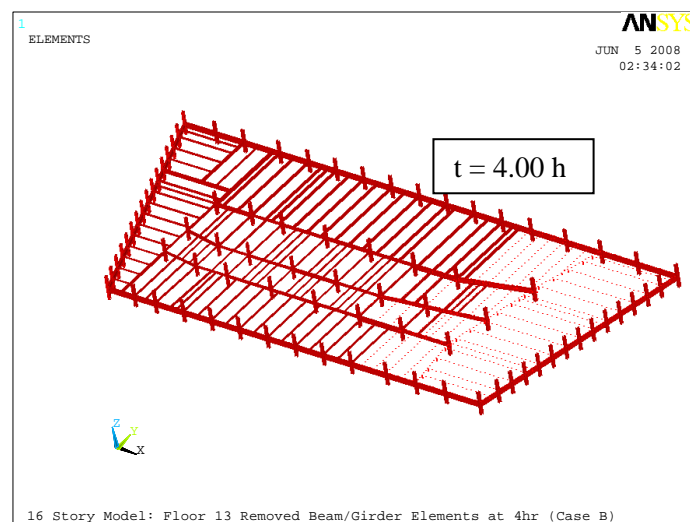 1
ELEMENTS
ANSYS
JUN 5 2008
02:34:02
t = 4.00 h
Z
Y
X
16 Story Model: Floor 13 Removed Beam/Girder Elements at 4hr (Case B)